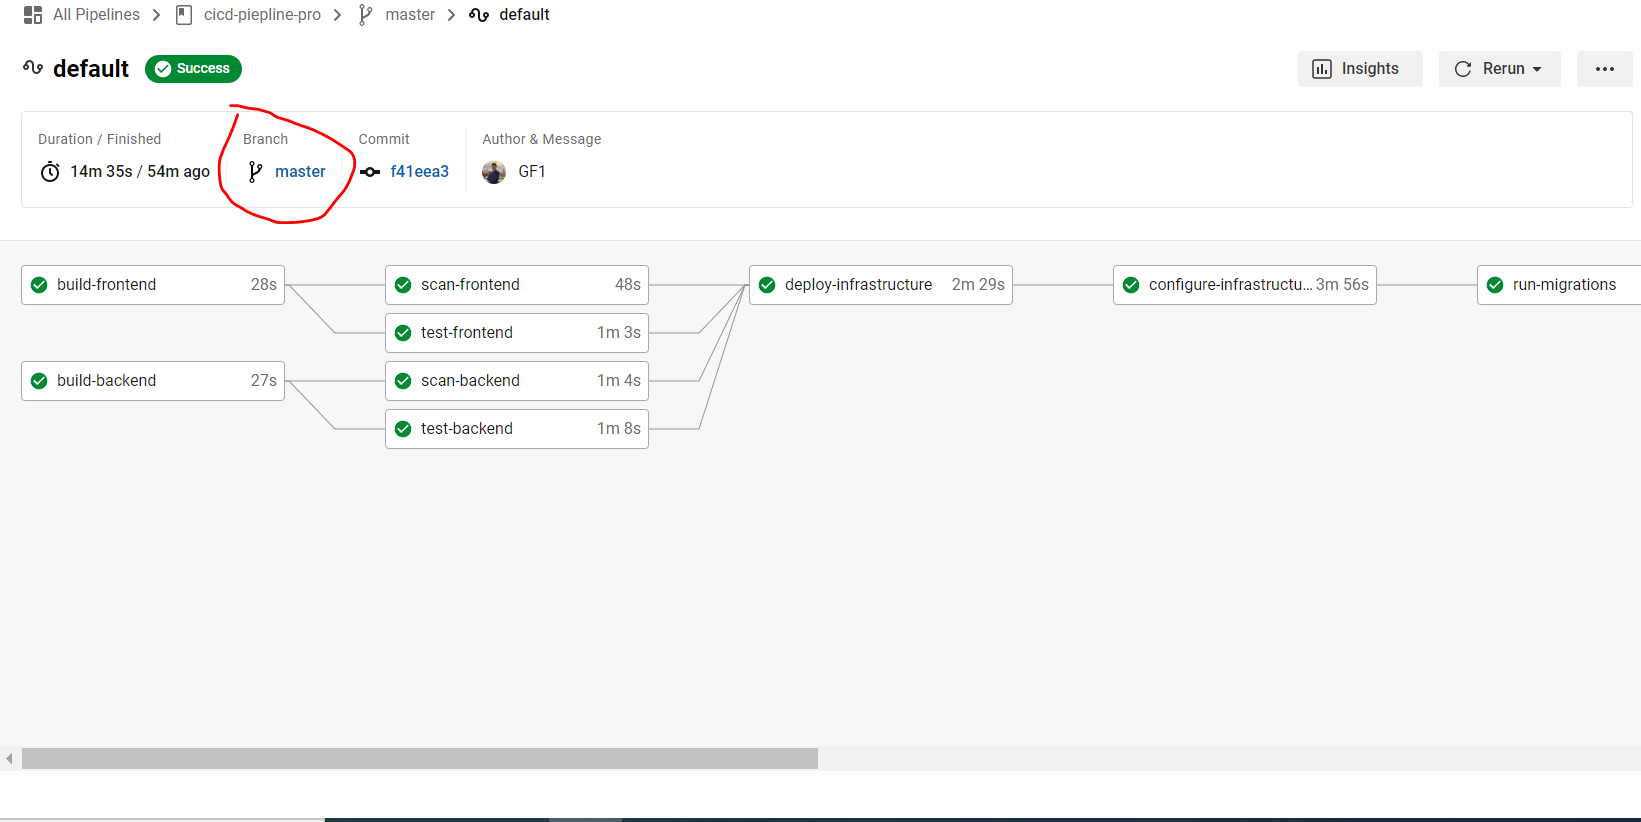 All Pipelines > cicd-piepline-pro > master > default
default Success
Insights Rerun ...
Duration / Finished Branch Commit Author & Message
14m 35s / 54m ago master f41eea3 GF1
build-frontend 28s scan-frontend 48s deploy-infrastructure 2m 29s configure-infrastructu... 3m 56s run-migrations
test-frontend 1m 3s
build-backend 27s scan-backend 1m 4s
test-backend 1m 8s